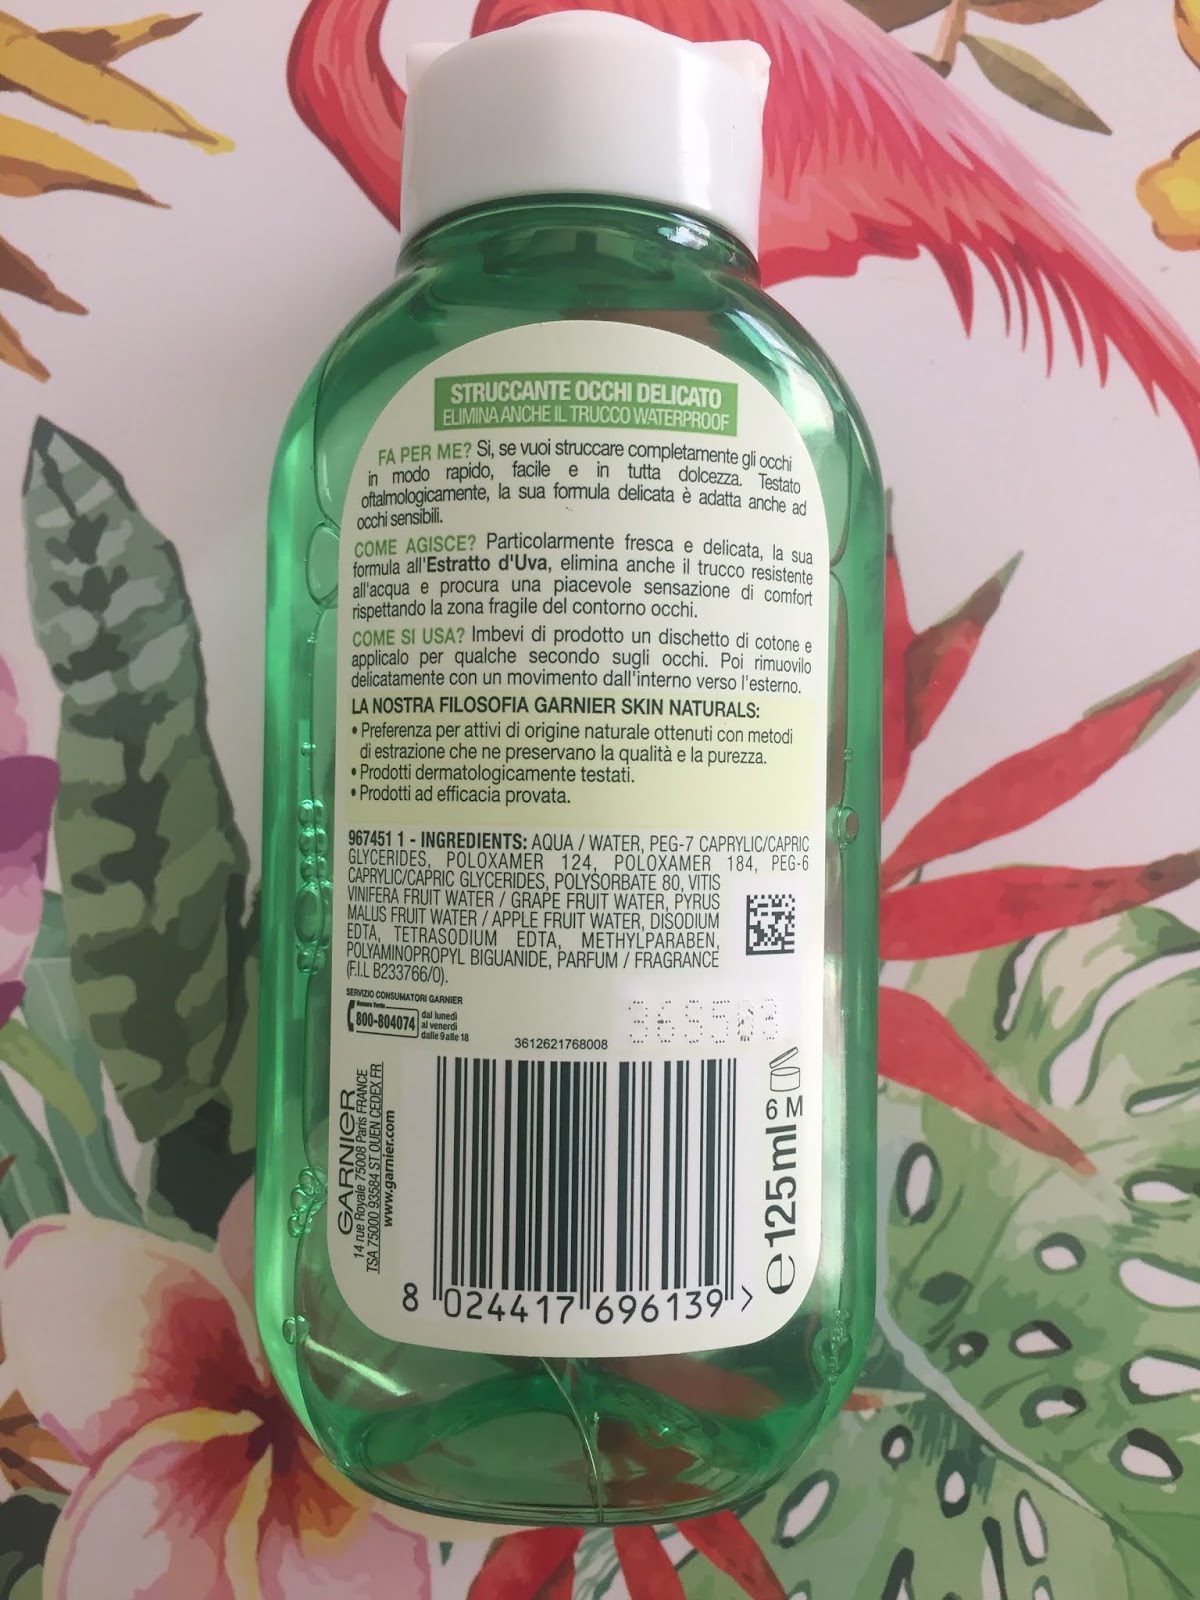 STRUCCANTE OCCHI DELICATO
ELIMINA ANCHE IL TRUCCO WATERPROOF
FA PER ME? Si, se vuoi struccare completamente gli occhi
in modo rapido, facile e in tutta dolcezza. Testato
oftalmologicamente, la sua formula delicata è adatta anche ad
occhi sensibili.
COME AGISCE? Particolarmente fresca e delicata, la sua
formula all'Estratto d'Uva, elimina anche il trucco resistente
all'acqua e procura una piacevole sensazione di comfort
rispettando la zona fragile del contorno occhi.
COME SI USA? Imbevi di prodotto un dischetto di cotone e
applicalo per qualche secondo sugli occhi. Poi rimuovilo
delicatamente con un movimento dall'interno verso l'esterno.
LA NOSTRA FILOSOFIA GARNIER SKIN NATURALS:
• Preferenza per attivi di origine naturale ottenuti con metodi
di estrazione che ne preservano la qualità e la purezza.
• Prodotti dermatologicamente testati.
• Prodotti ad efficacia provata.
967451 1 - INGREDIENTS: AQUA / WATER, PEG-7 CAPRYLIC/CAPRIC
GLYCERIDES, POLOXAMER 124, POLOXAMER 184, PEG-6
CAPRYLIC/CAPRIC GLYCERIDES, POLYSORBATE 80, VITIS
VINIFERA FRUIT WATER / GRAPE FRUIT WATER, PYRUS
MALUS FRUIT WATER / APPLE FRUIT WATER, DISODIUM
EDTA, TETRASODIUM EDTA, METHYLPARABEN,
POLYAMINOPROPYL BIGUANIDE, PARFUM / FRAGRANCE
(F.I.L B233766/0).
SERVIZIO CONSUMATORI GARNIER
Numero Verde
800-804074
dal lunedì
al venerdì
dalle 9 alle 18
3612621768008
GARNIER
14 rue Royale 75008 Paris FRANCE
TSA 75000 93584 ST OUEN CEDEX FR
www.garnier.com
6 M
e 125 ml
8 024417 696139 >